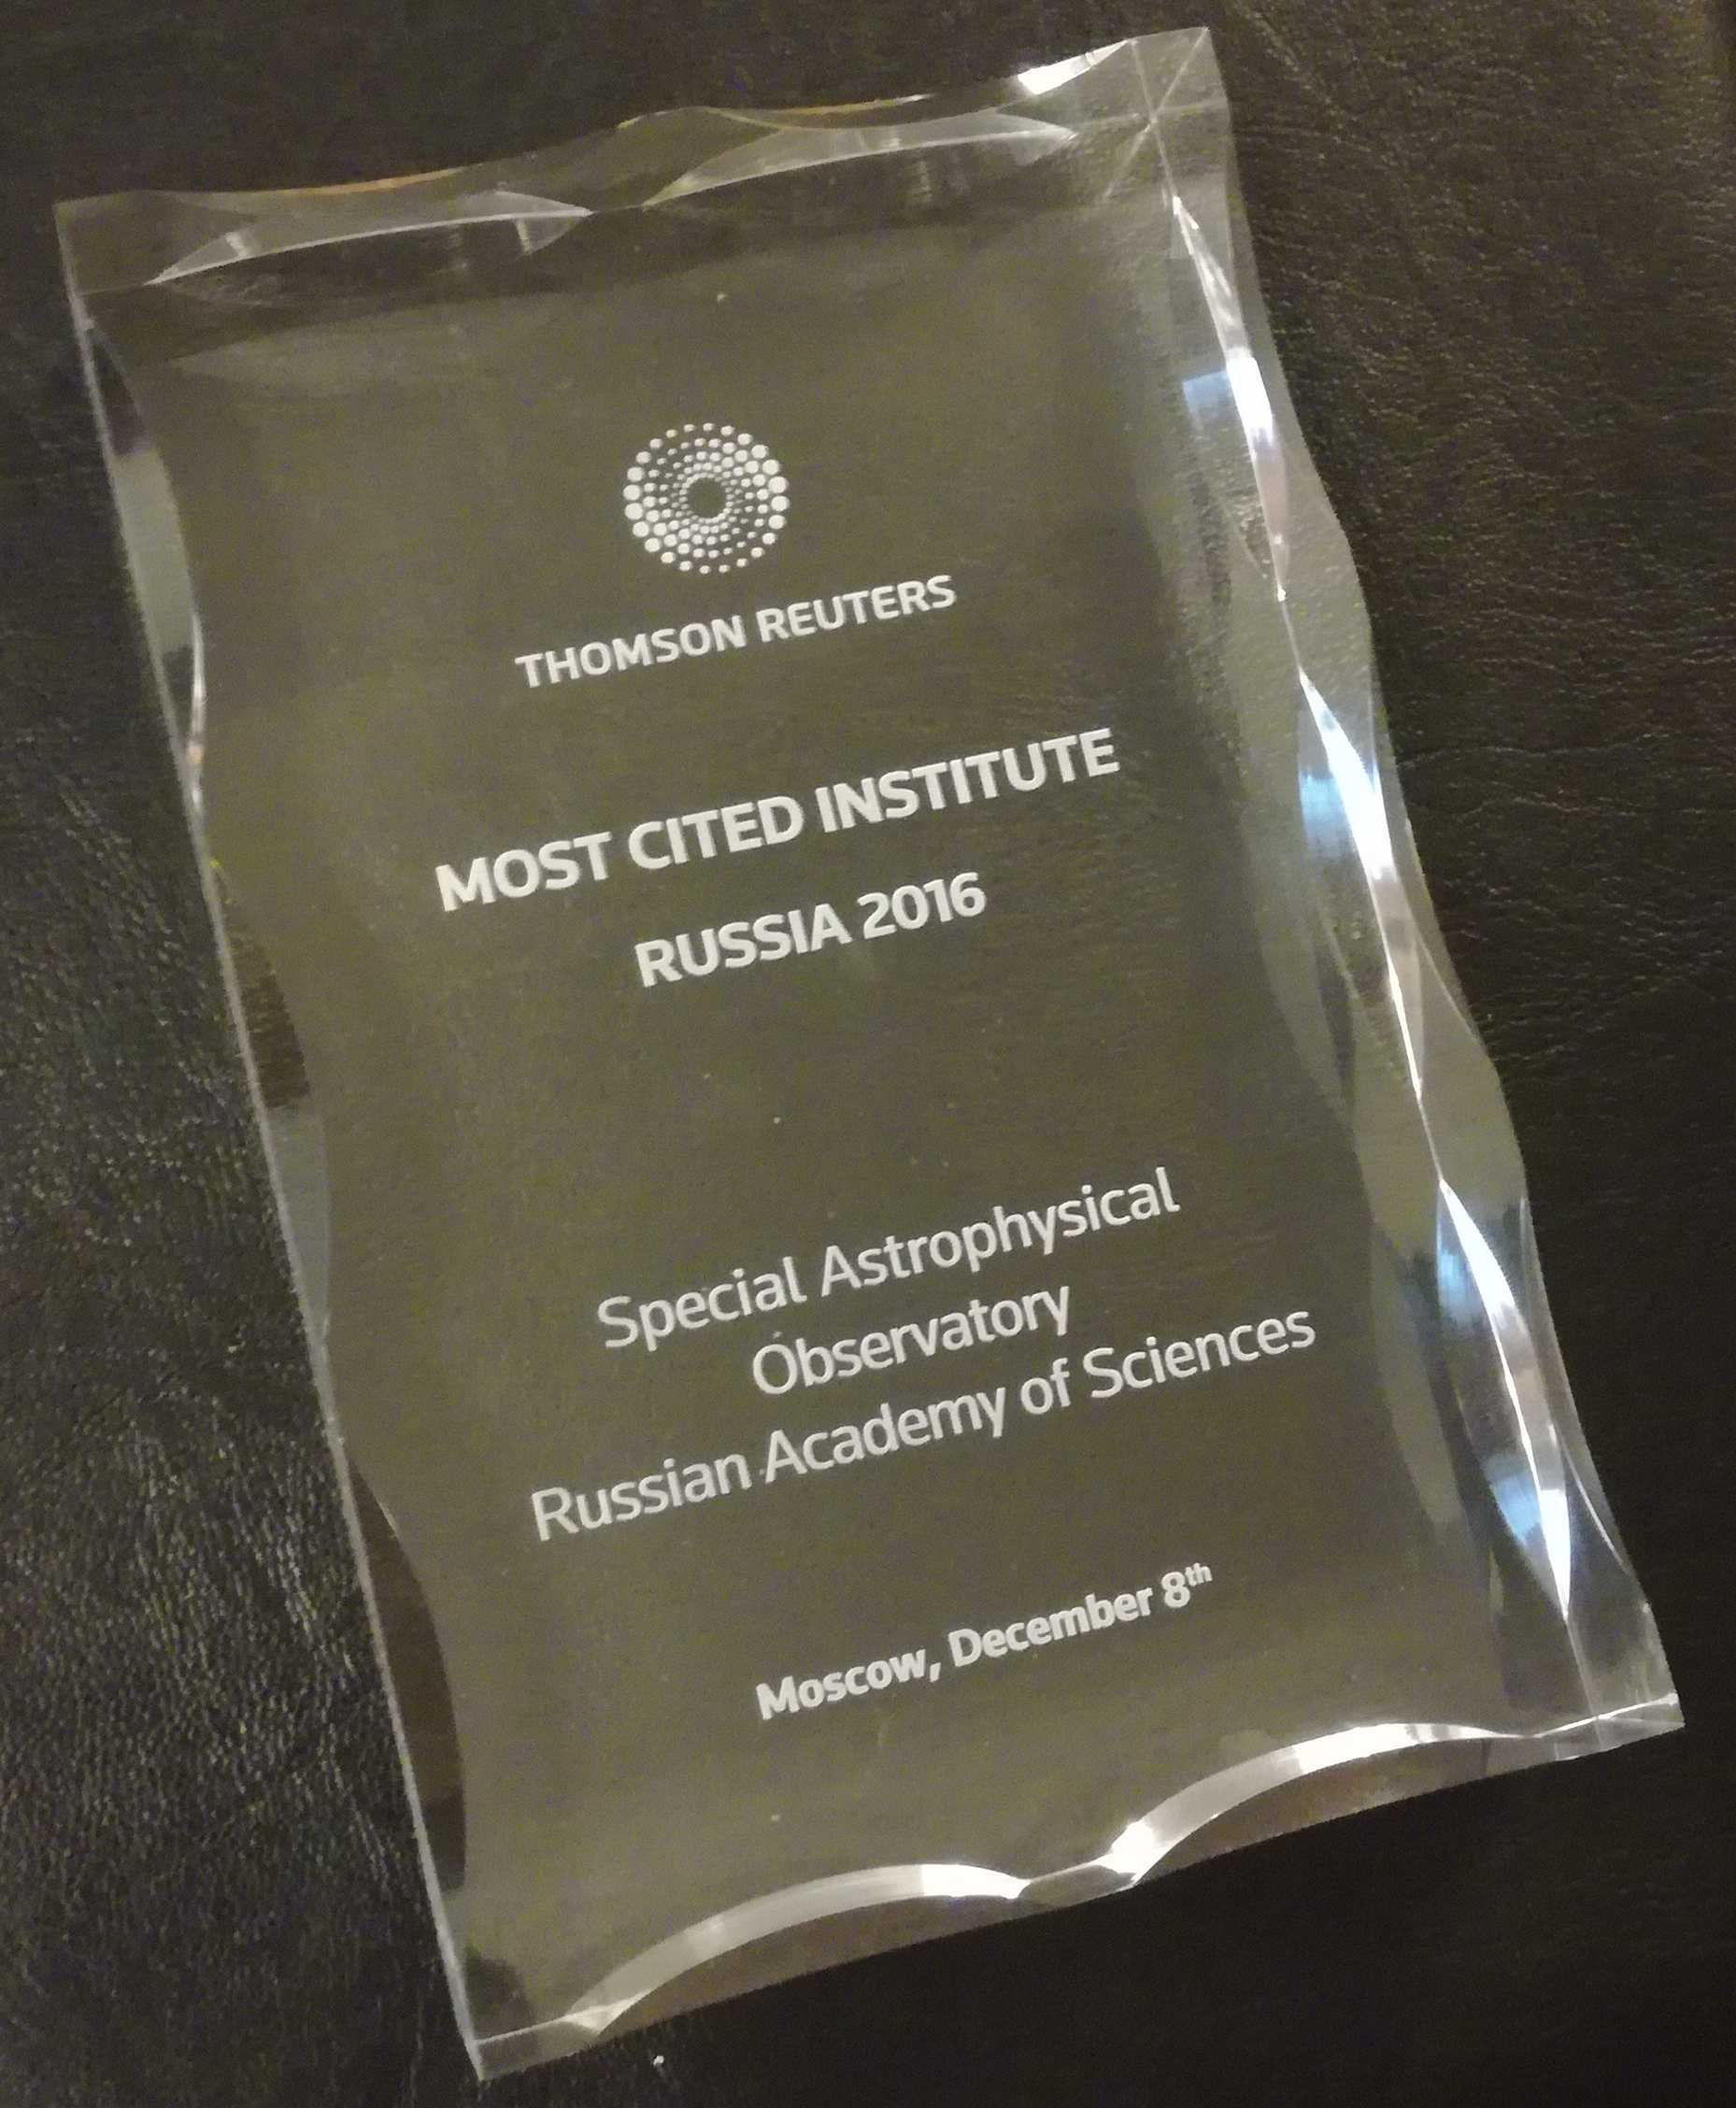 THOMSON REUTERS
MOST CITED INSTITUTE
RUSSIA 2016
Special Astrophysical
Observatory
Russian Academy of Sciences
Moscow, December 8th